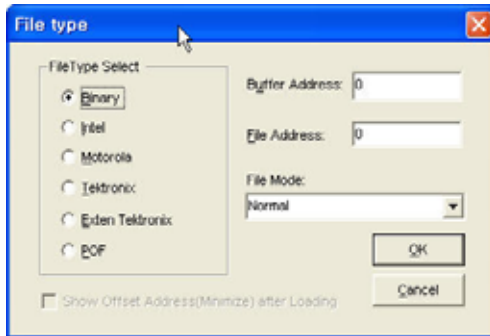 File type
FileType Select
Binary
Intel
Motorola
Tektronix
Exten Tektronix
POF
Buffer Address: 0
File Address: 0
File Mode:
Normal
OK
Cancel
Show Offset Address(Minimize) after Loading